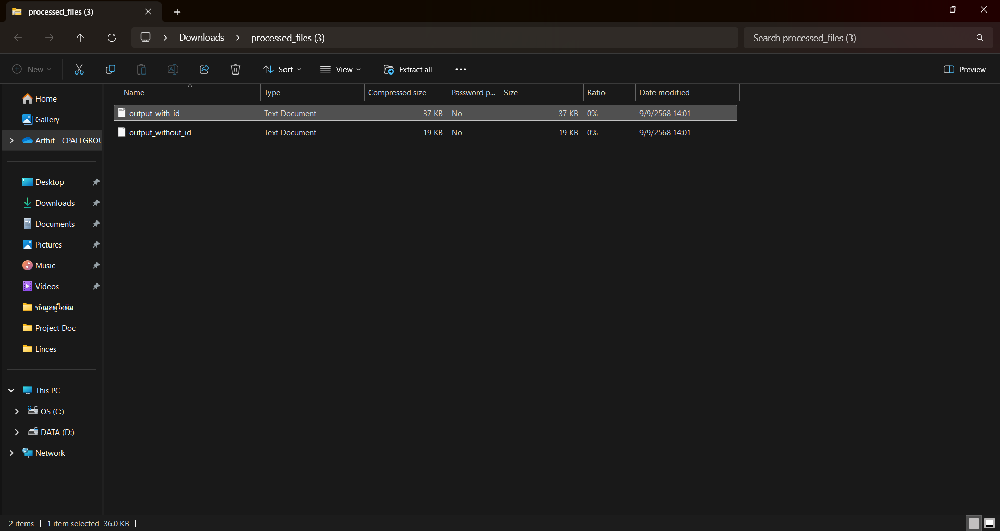 processed_files (3)
Downloads
processed_files (3)
Search processed_files (3)
New
Sort
View
Extract all
Preview
Name
Type
Compressed size
Password p...
Size
Ratio
Date modified
output_with_id
Text Document
37 KB
No
37 KB
0%
9/9/2568 14:01
output_without_id
Text Document
19 KB
No
19 KB
0%
9/9/2568 14:01
Home
Gallery
Arthit - CPALLGROU
Desktop
Downloads
Documents
Pictures
Music
Videos
ข้อมูลตู้ไอติม
Project Doc
Linces
This PC
OS (C:)
DATA (D:)
Network
2 items
1 item selected 36.0 KB